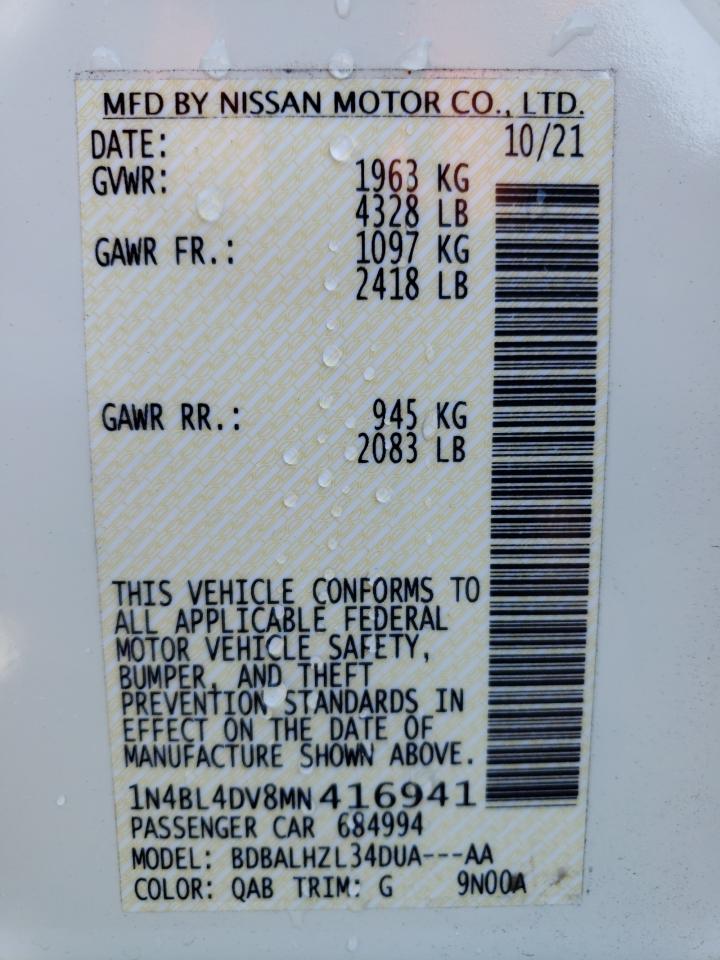 MFD BY NISSAN MOTOR CO., LTD.
DATE: 10/21
GVWR: 1963 KG
4328 LB
GAWR FR.: 1097 KG
2418 LB
GAWR RR.: 945 KG
2083 LB
THIS VEHICLE CONFORMS TO
ALL APPLICABLE FEDERAL
MOTOR VEHICLE SAFETY,
BUMPER, AND THEFT
PREVENTION STANDARDS IN
EFFECT ON THE DATE OF
MANUFACTURE SHOWN ABOVE.
1N4BL4DV8MN416941
PASSENGER CAR 684994
MODEL: BDBALHZL34DUA---AA
COLOR: QAB TRIM: G 9N00A